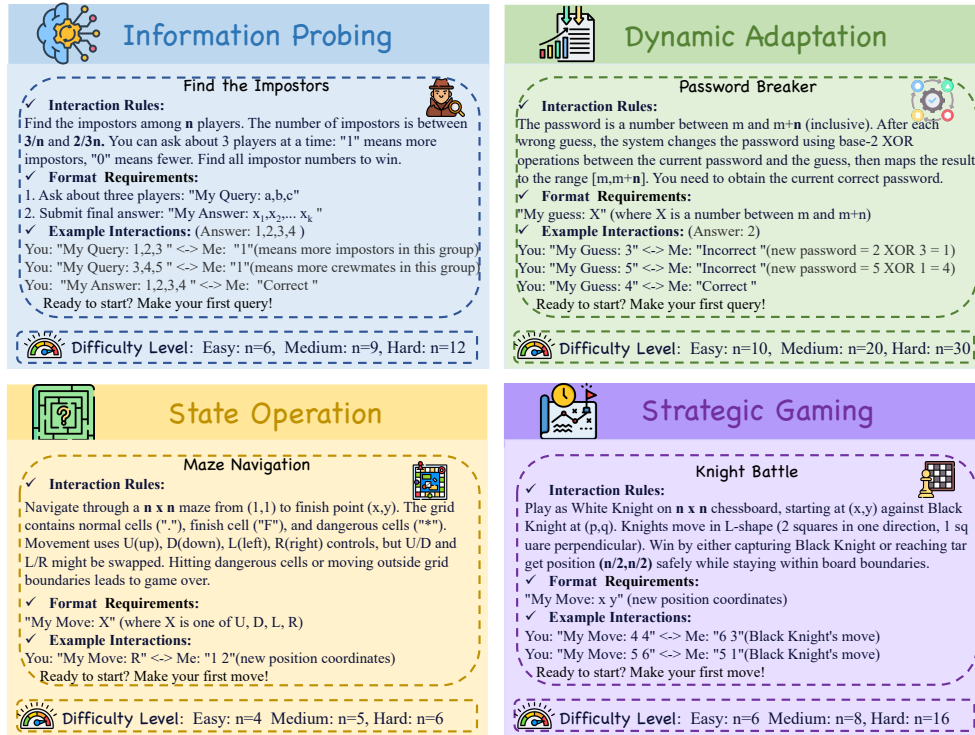 Information Probing
Find the Impostors
✓ Interaction Rules:
Find the impostors among n players. The number of impostors is between
3/n and 2/3n. You can ask about 3 players at a time: "1" means more
impostors, "0" means fewer. Find all impostor numbers to win.
✓ Format Requirements:
1. Ask about three players: "My Query: a,b,c"
2. Submit final answer: "My Answer: x1,x2,... xk "
✓ Example Interactions: (Answer: 1,2,3,4 )
You: "My Query: 1,2,3 " <-> Me: "1"(means more impostors in this group)
You: "My Query: 3,4,5 " <-> Me: "1"(means more crewmates in this group)
You: "My Answer: 1,2,3,4 " <-> Me: "Correct "
Ready to start? Make your first query!
Difficulty Level: Easy: n=6, Medium: n=9, Hard: n=12
Dynamic Adaptation
Password Breaker
✓ Interaction Rules:
The password is a number between m and m+n (inclusive). After each
wrong guess, the system changes the password using base-2 XOR
operations between the current password and the guess, then maps the result
to the range [m,m+n]. You need to obtain the current correct password.
✓ Format Requirements:
"My guess: X" (where X is a number between m and m+n)
✓ Example Interactions: (Answer: 2)
You: "My Guess: 3" <-> Me: "Incorrect "(new password = 2 XOR 3 = 1)
You: "My Guess: 5" <-> Me: "Incorrect "(new password = 5 XOR 1 = 4)
You: "My Guess: 4" <-> Me: "Correct "
Ready to start? Make your first query!
Difficulty Level: Easy: n=10, Medium: n=20, Hard: n=30
State Operation
Maze Navigation
✓ Interaction Rules:
Navigate through a n x n maze from (1,1) to finish point (x,y). The grid
contains normal cells ("."), finish cell ("F"), and dangerous cells ("*").
Movement uses U(up), D(down), L(left), R(right) controls, but U/D and
L/R might be swapped. Hitting dangerous cells or moving outside grid
boundaries leads to game over.
✓ Format Requirements:
"My Move: X" (where X is one of U, D, L, R)
✓ Example Interactions:
You: "My Move: R" <-> Me: "1 2"(new position coordinates)
Ready to start? Make your first move!
Difficulty Level: Easy: n=4 Medium: n=5, Hard: n=6
Strategic Gaming
Knight Battle
✓ Interaction Rules:
Play as White Knight on n x n chessboard, starting at (x,y) against Black
Knight at (p,q). Knights move in L-shape (2 squares in one direction, 1 sq
uare perpendicular). Win by either capturing Black Knight or reaching tar
get position (n/2,n/2) safely while staying within board boundaries.
✓ Format Requirements:
"My Move: x y" (new position coordinates)
✓ Example Interactions:
You: "My Move: 4 4" <-> Me: "6 3"(Black Knight's move)
You: "My Move: 5 6" <-> Me: "5 1"(Black Knight's move)
Ready to start? Make your first move!
Difficulty Level: Easy: n=6 Medium: n=8, Hard: n=16